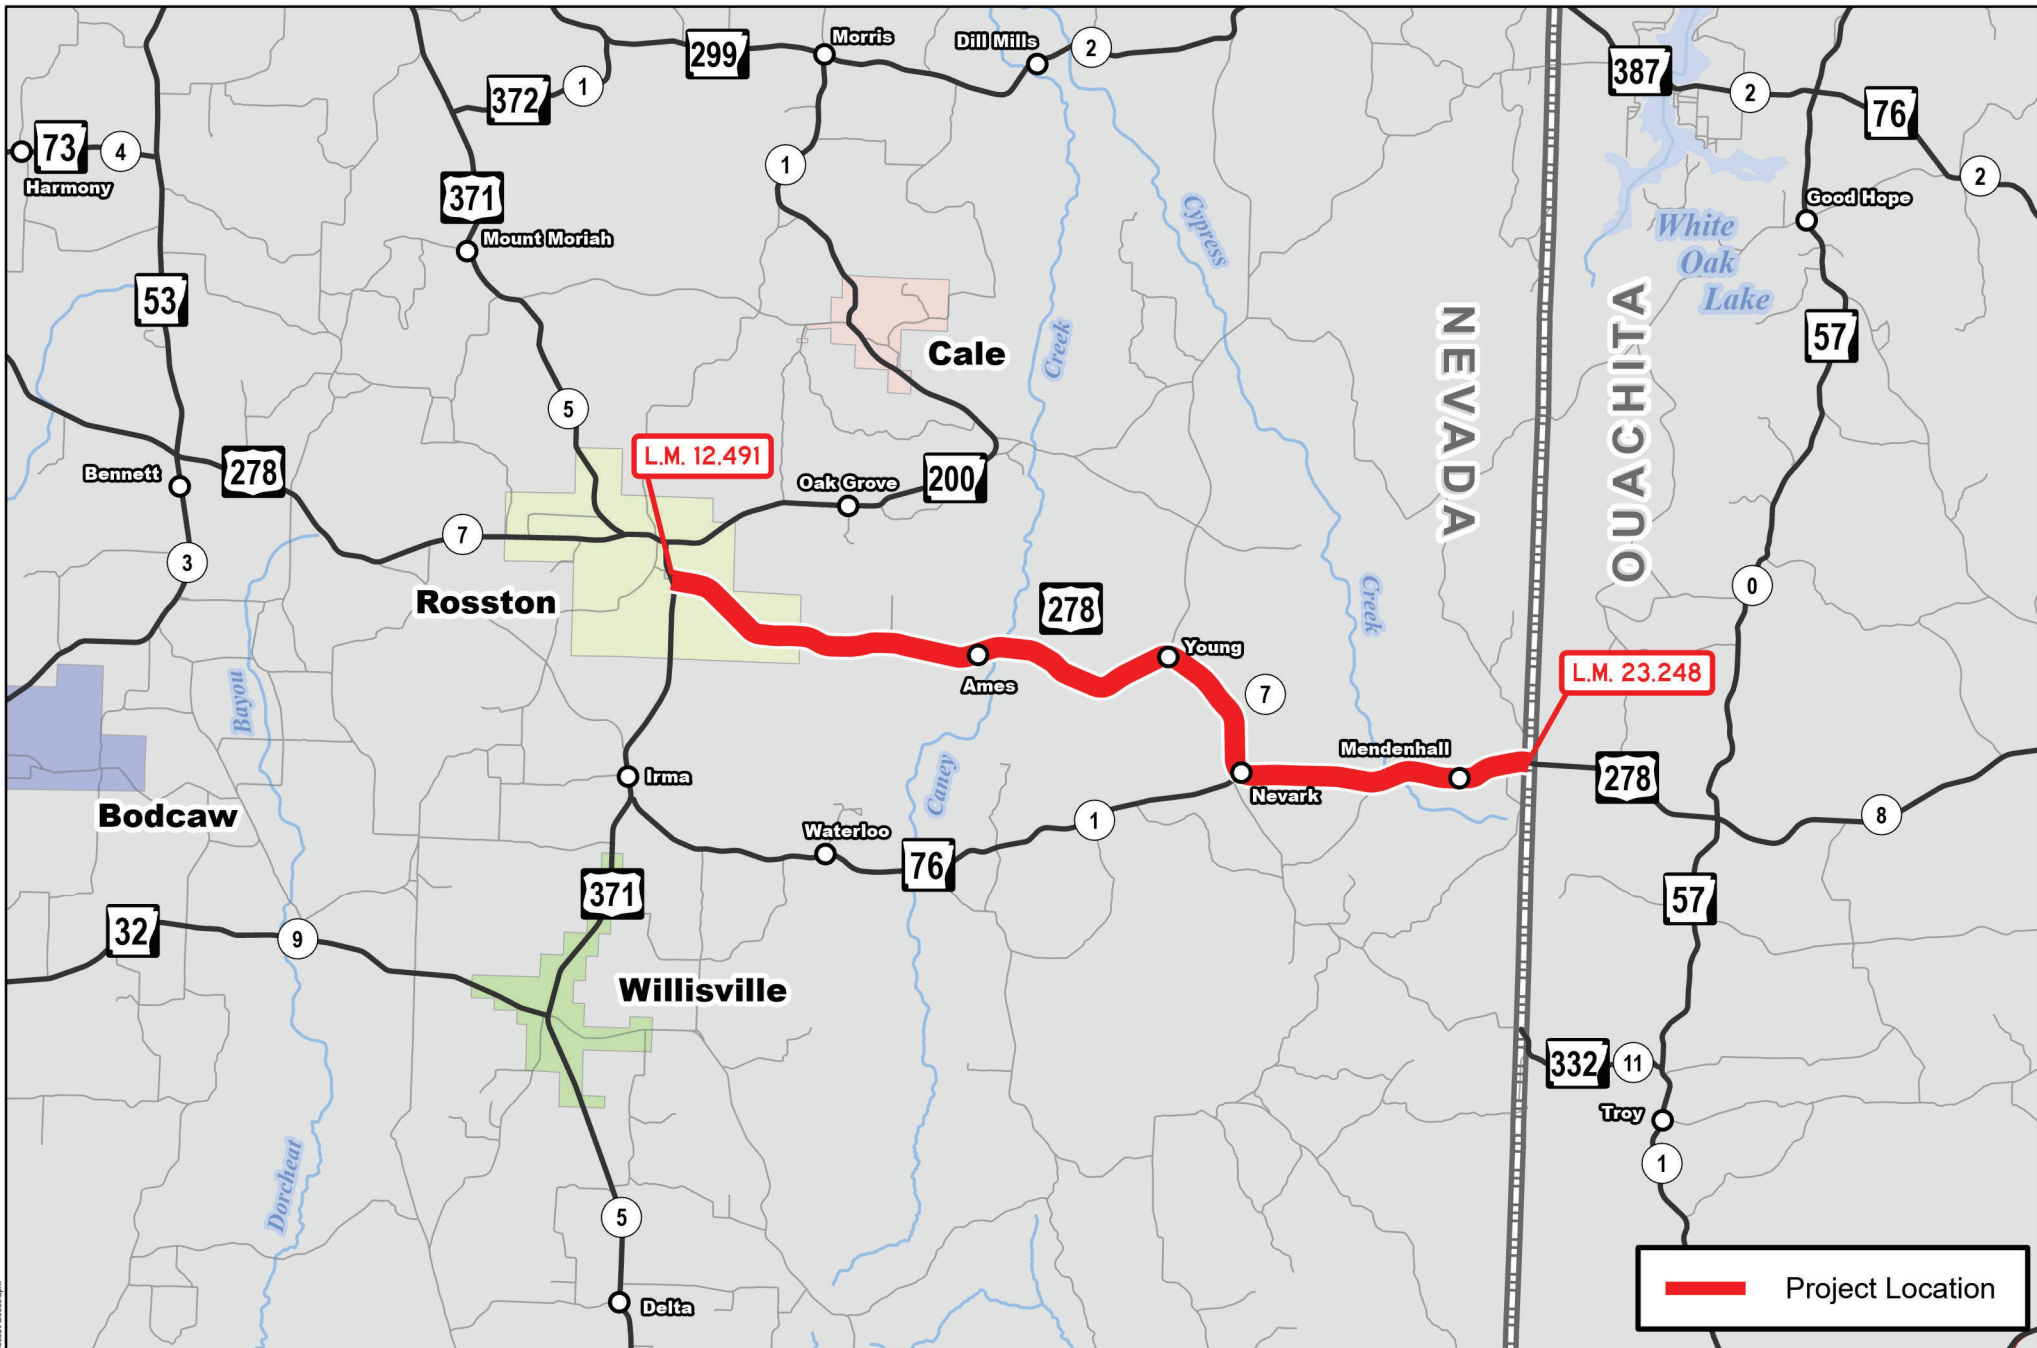 299
Morris
Dill Mills
2
387
2
76
372
1
73
4
Harmony
1
2
371
Good Hope
Mount Moriah
Cypress
White
Oak
Lake
53
NEVADA
OUACHITA
57
Creek
Cale
5
L.M. 12.491
Bennett
278
Oak Grove
200
7
3
0
Rosston
278
Creek
Young
Ames
7
L.M. 23.248
Bayou
Mendenhall
Irma
278
Caney
Nevark
Bodcaw
1
8
Waterloo
76
371
57
32
9
Willisville
332
11
Troy
Dorcheat
1
5
Delta
Project Location